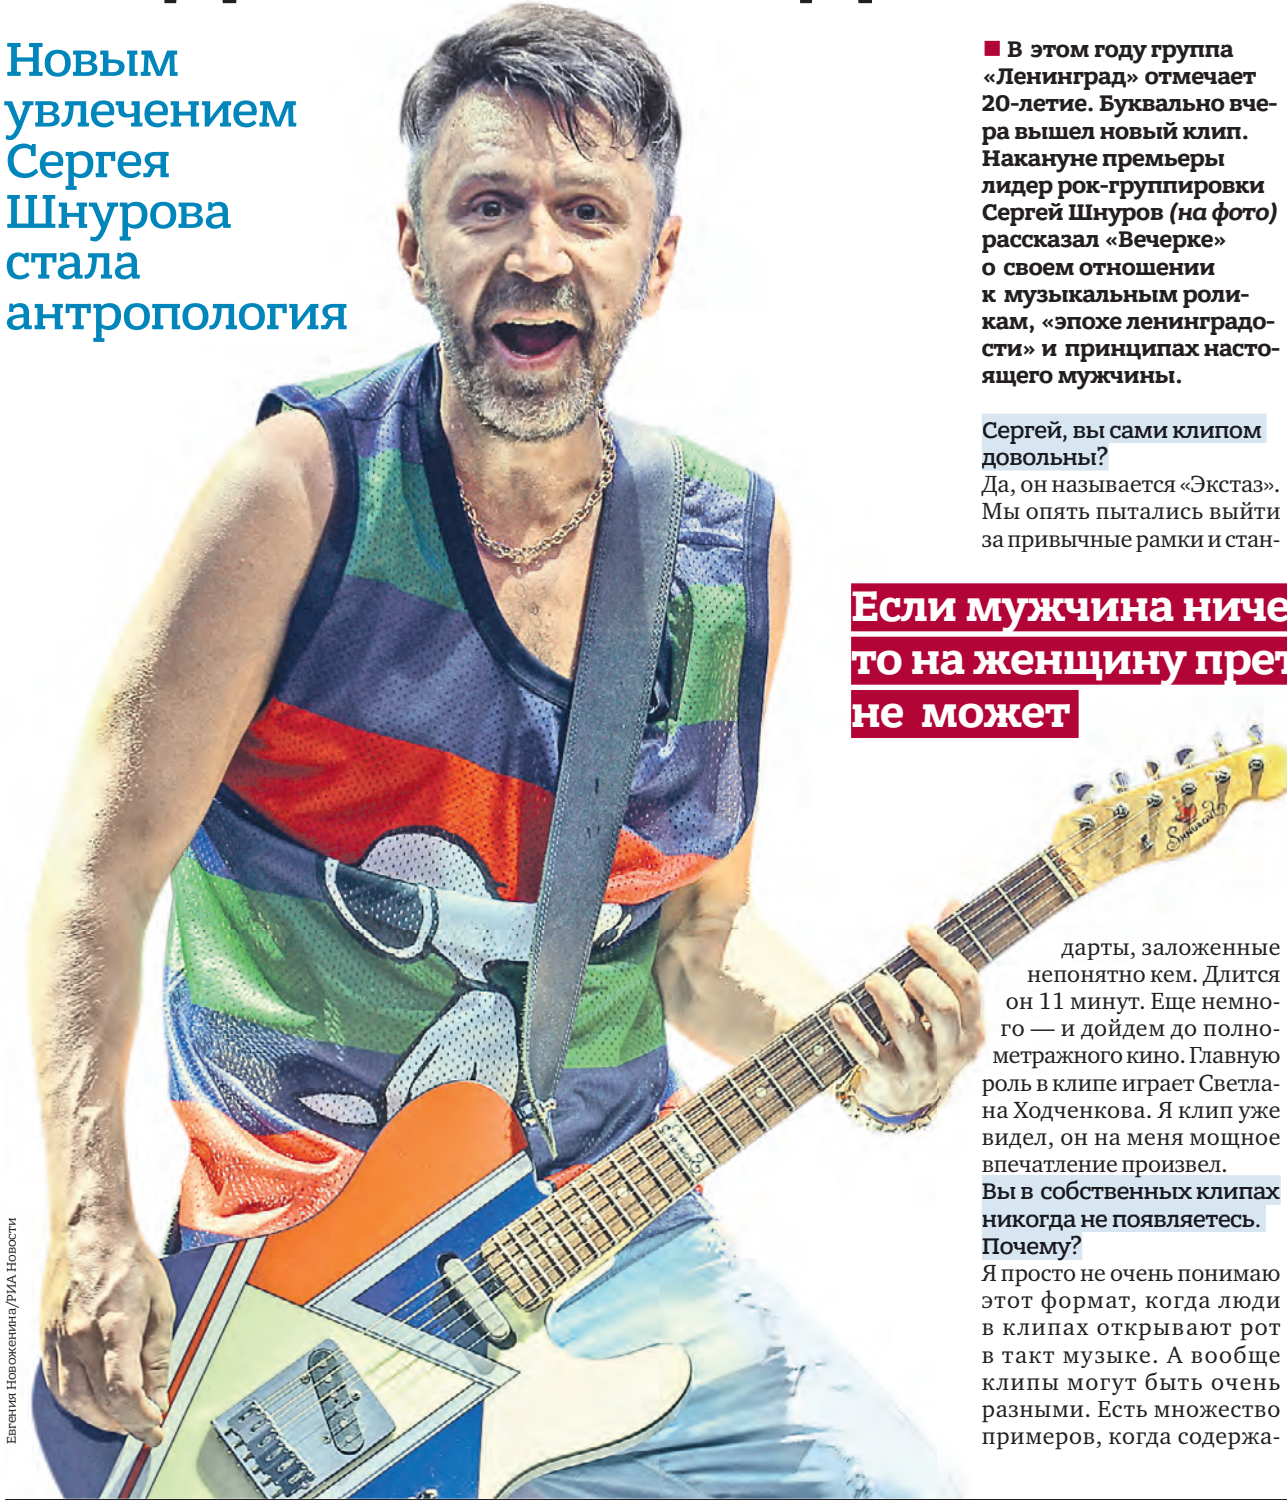 Новым
увлечением
Сергея
Шнурова
стала
антропология
В этом году группа
«Ленинград» отмечает
20-летие. Буквально вче-
ра вышел новый клип.
Накануне премьеры
лидер рок-группировки
Сергей Шнуров (на фото)
рассказал «Вечерке»
о своем отношении
к музыкальным роли-
кам, «эпохе ленинградо-
сти» и принципах насто-
ящего мужчины.
Сергей, вы сами клипом
довольны?
Да, он называется «Экстаз».
Мы опять пытались выйти
за привычные рамки и стан-
Если мужчина ниче
то на женщину прет
не может
SHNUROV
SHNUROV
дарты, заложенные
непонятно кем. Длится
он 11 минут. Еще немно-
го — и дойдем до полно-
метражного кино. Главную
роль в клипе играет Светла-
на Ходченкова. Я клип уже
видел, он на меня мощное
впечатление произвел.
Вы в собственных клипах
никогда не появляетесь.
Почему?
Я просто не очень понимаю
этот формат, когда люди
в клипах открывают рот
в такт музыке. А вообще
клипы могут быть очень
разными. Есть множество
примеров, когда содержа-
Евгения Новоженина/РИА Новости